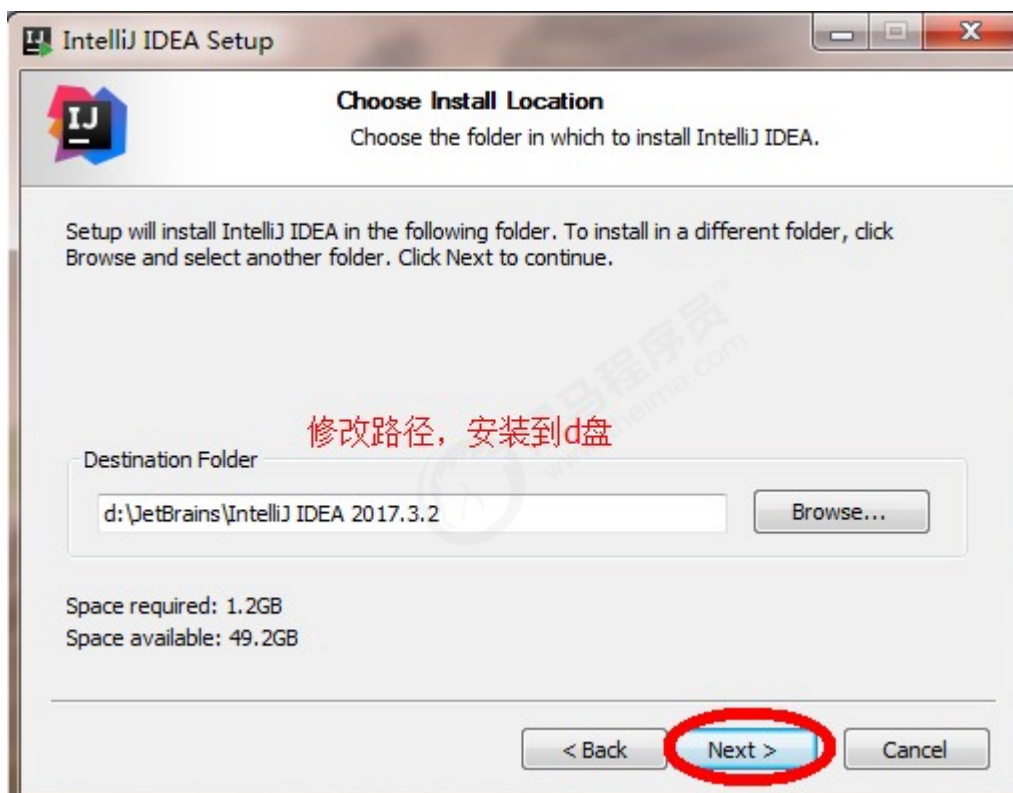 IntelliJ IDEA Setup
IJ
Choose Install Location
Choose the folder in which to install IntelliJ IDEA.
Setup will install IntelliJ IDEA in the following folder. To install in a different folder, click
Browse and select another folder. Click Next to continue.
修改路径，安装到d盘
Destination Folder
d:\JetBrains\IntelliJ IDEA 2017.3.2
Browse...
Space required: 1.2GB
Space available: 49.2GB
< Back
Next >
Cancel